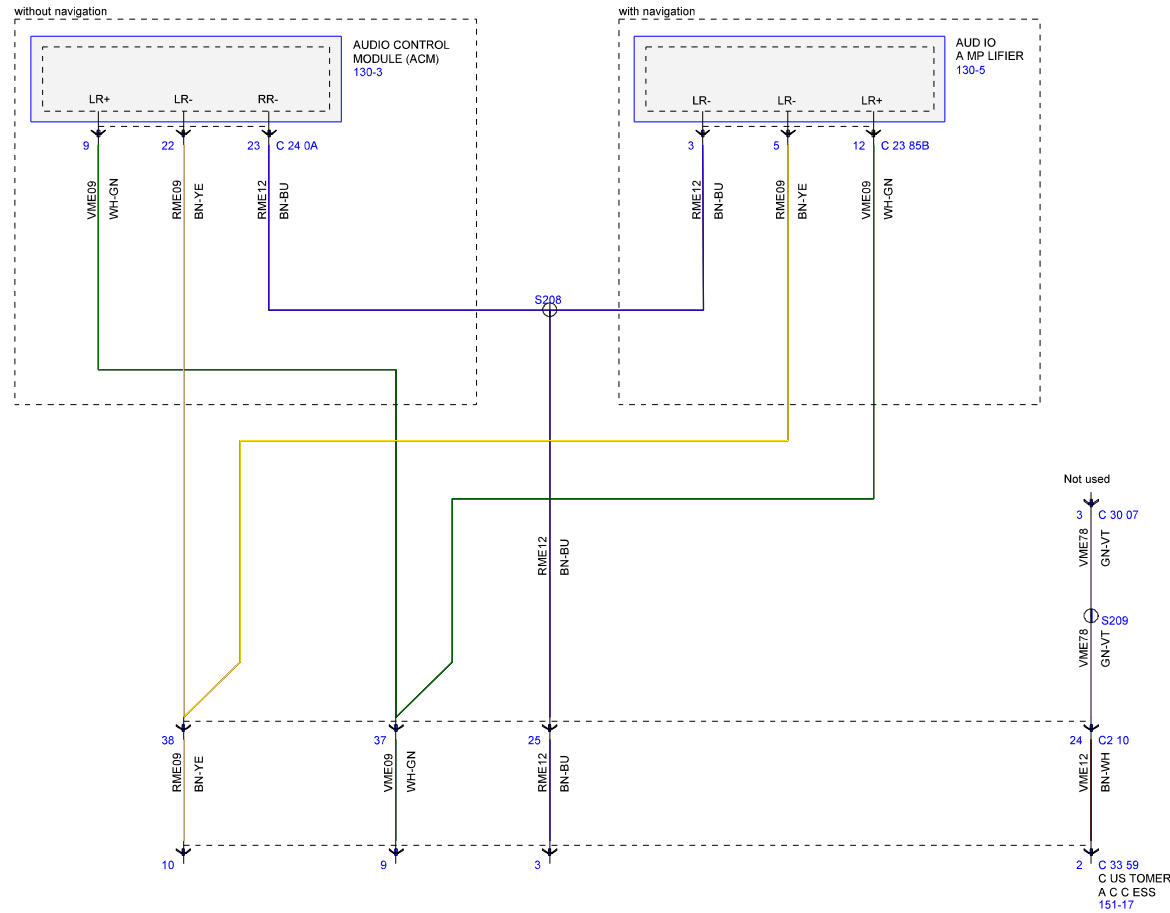 without navigation
with navigation
AUDIO CONTROL
MODULE (ACM)
130-3
AUD IO
A MP LIFIER
130-5
LR+
LR-
RR-
LR-
LR-
LR+
9
22
23
C 24 0A
3
5
12
C 23 85B
VME09
WH-GN
RME09
BN-YE
RME12
BN-BU
RME12
BN-BU
RME09
BN-YE
VME09
WH-GN
S208
Not used
3
C 30 07
RME12
BN-BU
VME78
GN-VT
S209
VME78
GN-VT
38
37
25
24
C2 10
RME09
BN-YE
VME09
WH-GN
RME12
BN-BU
VME12
BN-WH
10
9
3
2
C 33 59
C US TOMER
A C C ESS
151-17